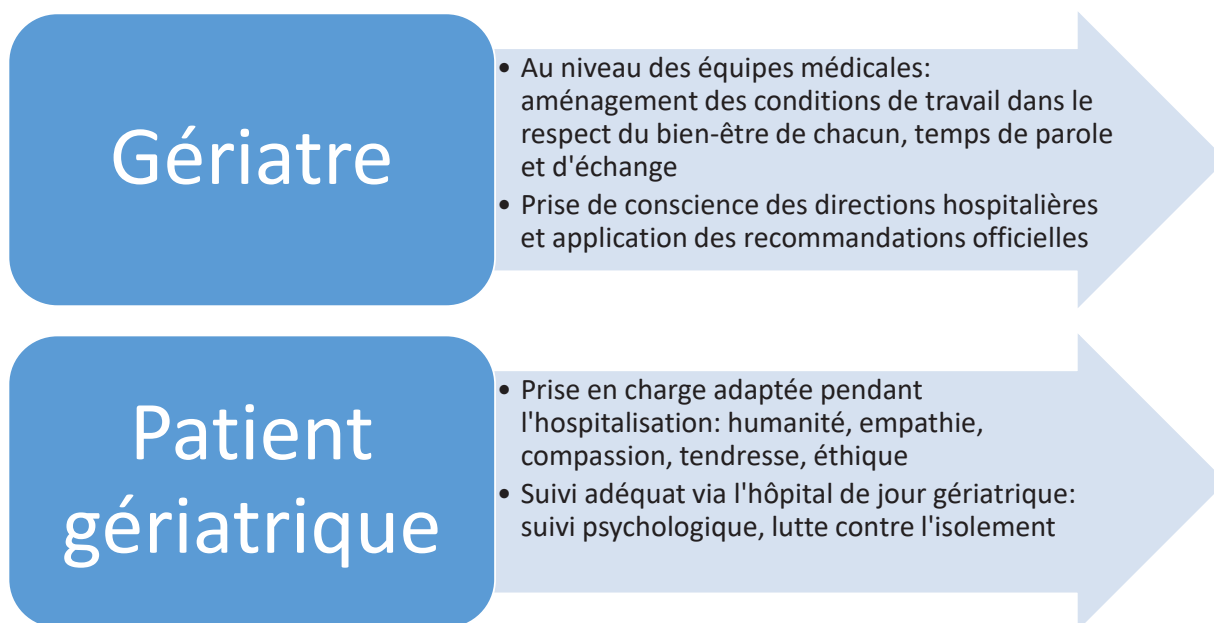 Gériatre
• Au niveau des équipes médicales:
aménagement des conditions de travail dans le
respect du bien-être de chacun, temps de parole
et d'échange
• Prise de conscience des directions hospitalières
et application des recommandations officielles
Patient
gériatrique
• Prise en charge adaptée pendant
l'hospitalisation: humanité, empathie,
compassion, tendresse, éthique
• Suivi adéquat via l'hôpital de jour gériatrique:
suivi psychologique, lutte contre l'isolement